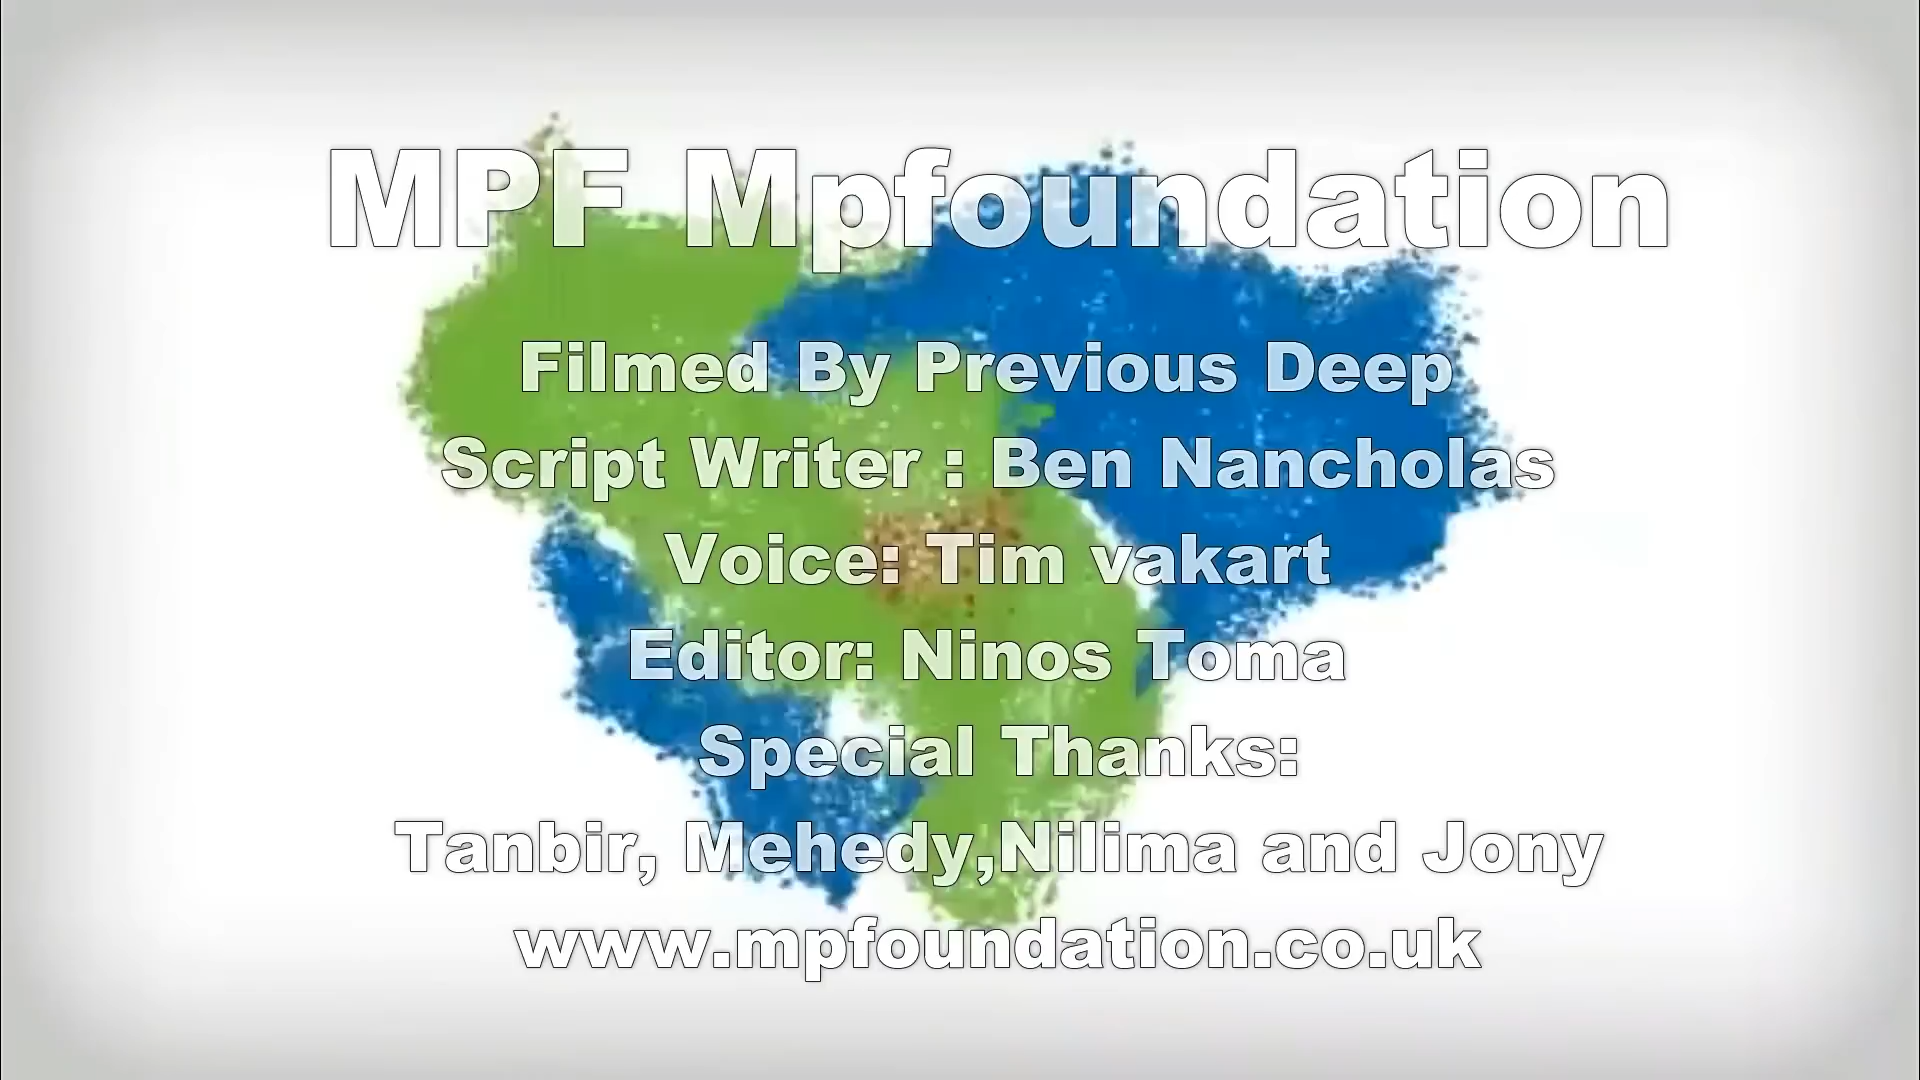 MPF Mpfoundation
Filmed By Previous Deep
Script Writer : Ben Nancholas
Voice: Tim vakart
Editor: Ninos Toma
Special Thanks:
Tanbir, Mehedy,Nilima and Jony
www.mpfoundation.co.uk